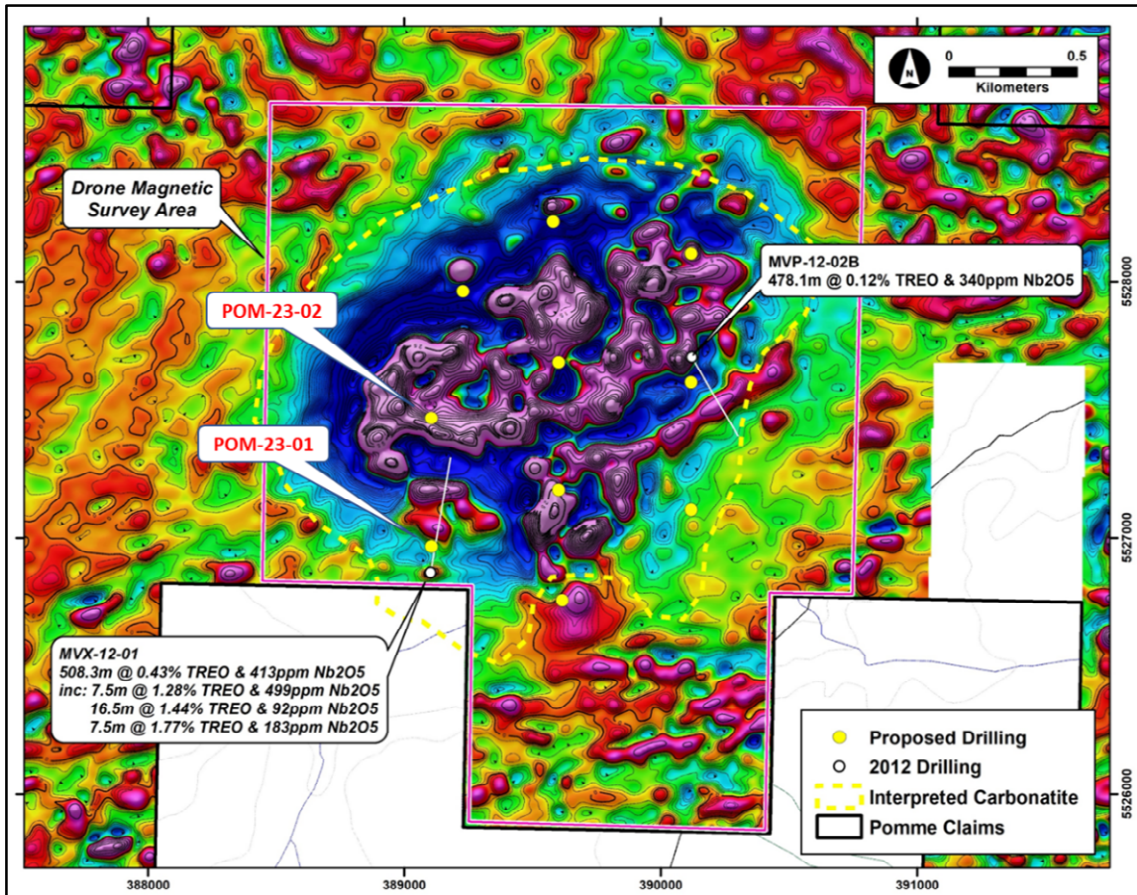 N
0 0.5
Kilometers
Drone Magnetic
Survey Area
MVP-12-02B
478.1m @ 0.12% TREO & 340ppm Nb2O5
POM-23-02
POM-23-01
MVX-12-01
508.3m @ 0.43% TREO & 413ppm Nb2O5
inc: 7.5m @ 1.28% TREO & 499ppm Nb2O5
16.5m @ 1.44% TREO & 92ppm Nb2O5
7.5m @ 1.77% TREO & 183ppm Nb2O5
Proposed Drilling
2012 Drilling
Interpreted Carbonatite
Pomme Claims
5528000
5527000
5526000
388000 389000 390000 391000